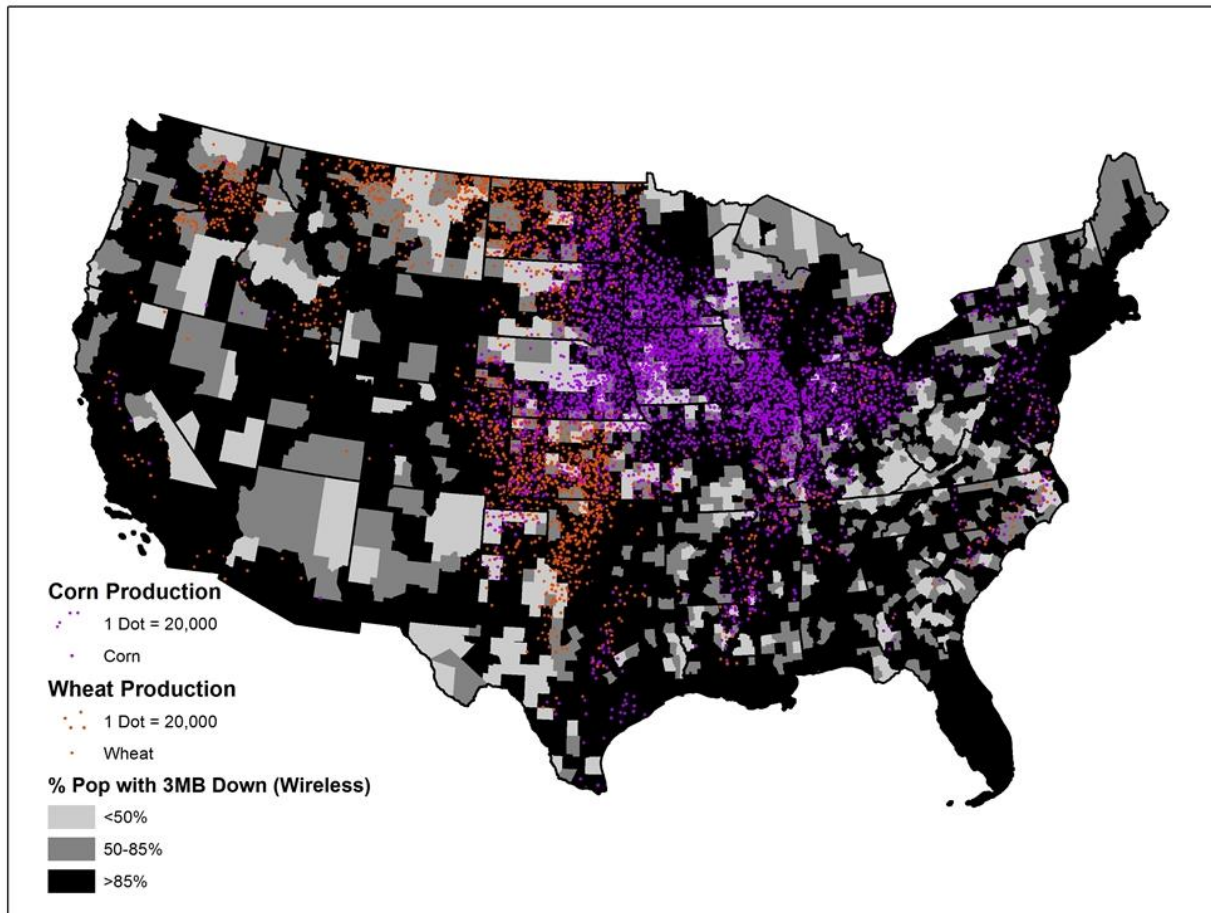 Corn Production
1 Dot = 20,000
Corn
Wheat Production
1 Dot = 20,000
Wheat
% Pop with 3MB Down (Wireless)
<50%
50-85%
>85%